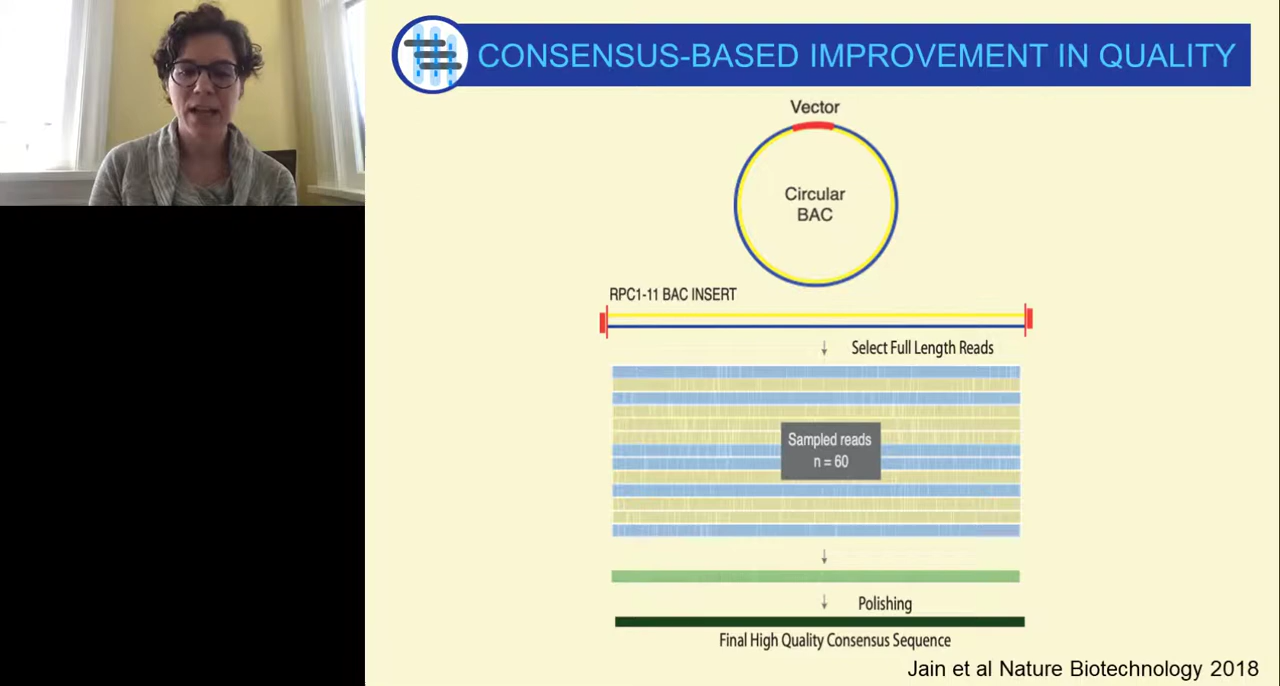 CONSENSUS-BASED IMPROVEMENT IN QUALITY
Vector
Circular
BAC
RPC1-11 BAC INSERT
Select Full Length Reads
Sampled reads
n = 60
Polishing
Final High Quality Consensus Sequence
Jain et al Nature Biotechnology 2018